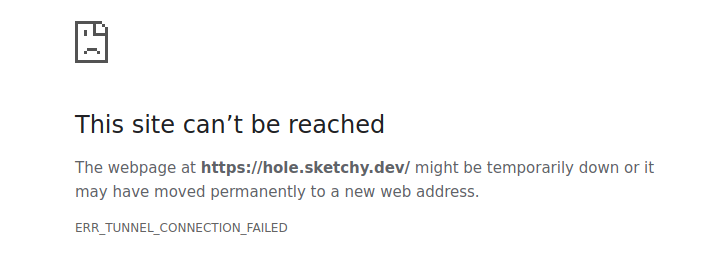 This site can’t be reached
The webpage at https://hole.sketchy.dev/ might be temporarily down or it
may have moved permanently to a new web address.
ERR_TUNNEL_CONNECTION_FAILED